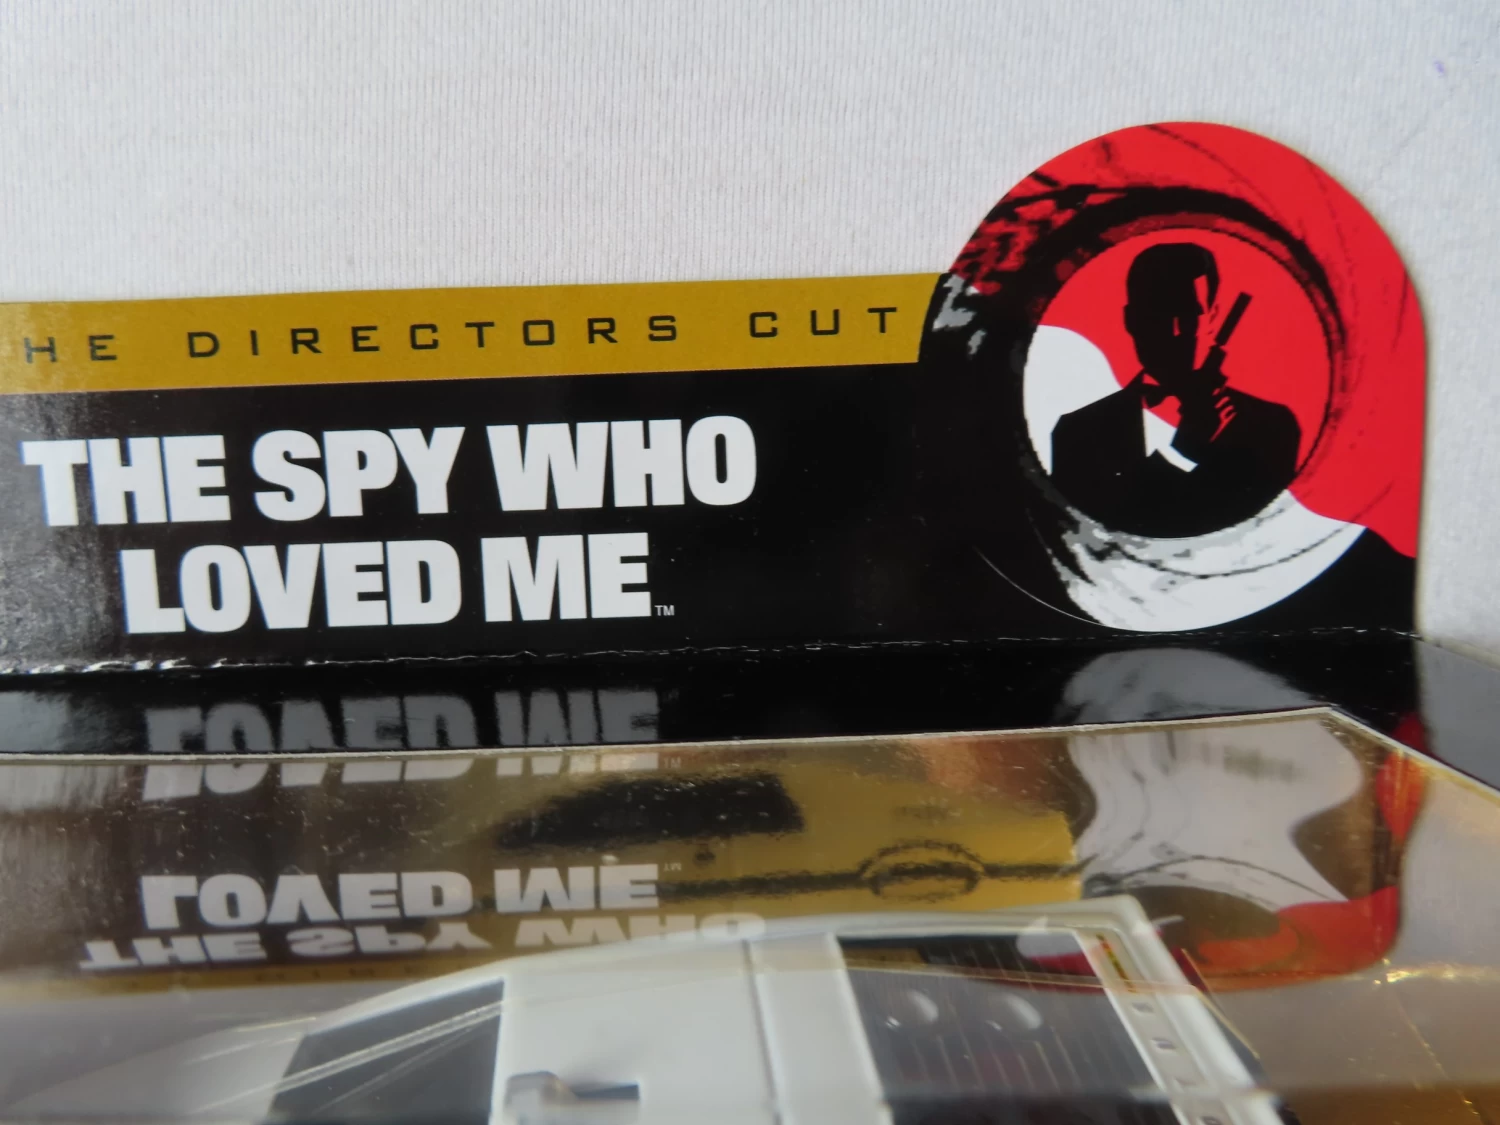 HE DIRECTORS CUT
THE SPY WHO
LOVED ME™